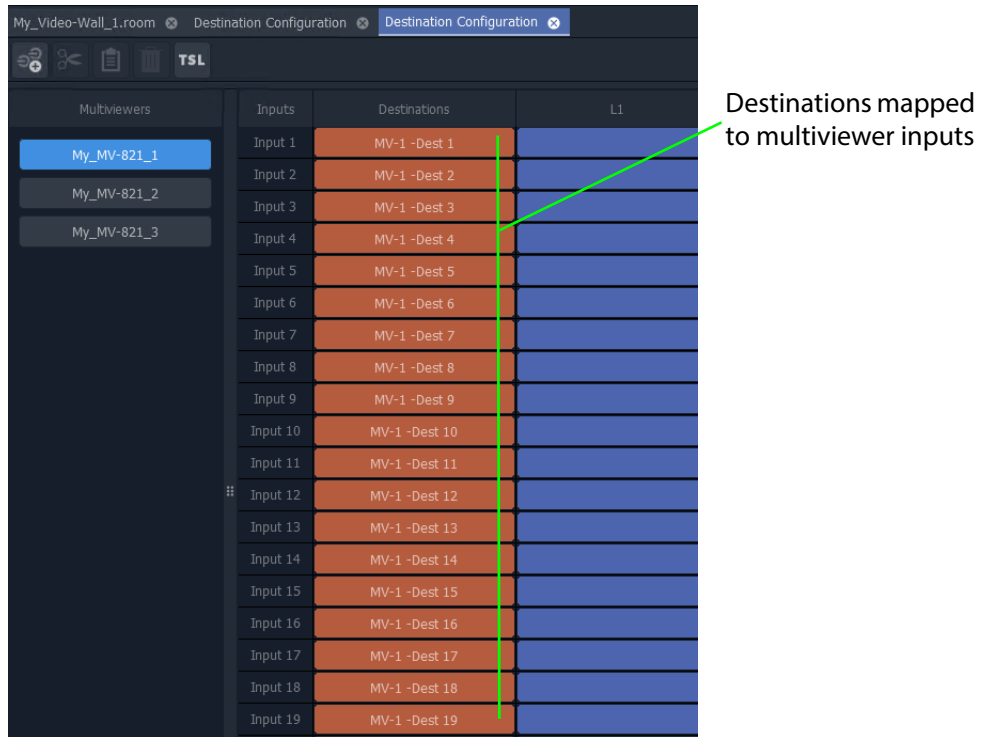 My_Video-Wall_1.room Destination Configuration Destination Configuration
TSL
Multiviewers Inputs Destinations L1
Destinations mapped
to multiviewer inputs
My_MV-821_1
My_MV-821_2
My_MV-821_3
Input 1 MV-1 -Dest 1
Input 2 MV-1 -Dest 2
Input 3 MV-1 -Dest 3
Input 4 MV-1 -Dest 4
Input 5 MV-1 -Dest 5
Input 6 MV-1 -Dest 6
Input 7 MV-1 -Dest 7
Input 8 MV-1 -Dest 8
Input 9 MV-1 -Dest 9
Input 10 MV-1 -Dest 10
Input 11 MV-1 -Dest 11
Input 12 MV-1 -Dest 12
Input 13 MV-1 -Dest 13
Input 14 MV-1 -Dest 14
Input 15 MV-1 -Dest 15
Input 16 MV-1 -Dest 16
Input 17 MV-1 -Dest 17
Input 18 MV-1 -Dest 18
Input 19 MV-1 -Dest 19